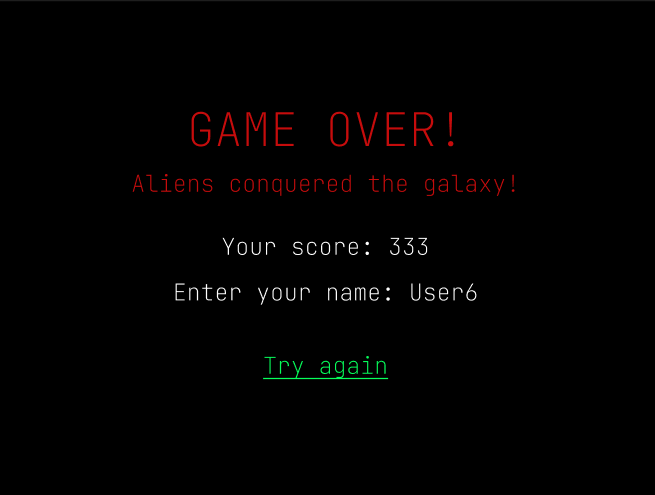 GAME OVER!
Aliens conquered the galaxy!
Your score: 333
Enter your name: User6
Try again